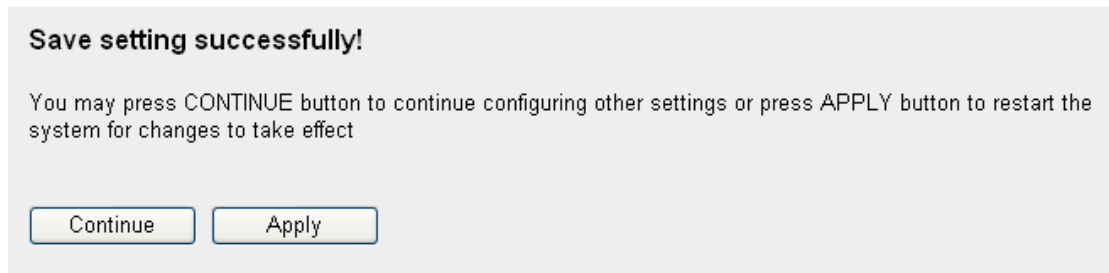 Save setting successfully!
You may press CONTINUE button to continue configuring other settings or press APPLY button to restart the
system for changes to take effect
Continue Apply